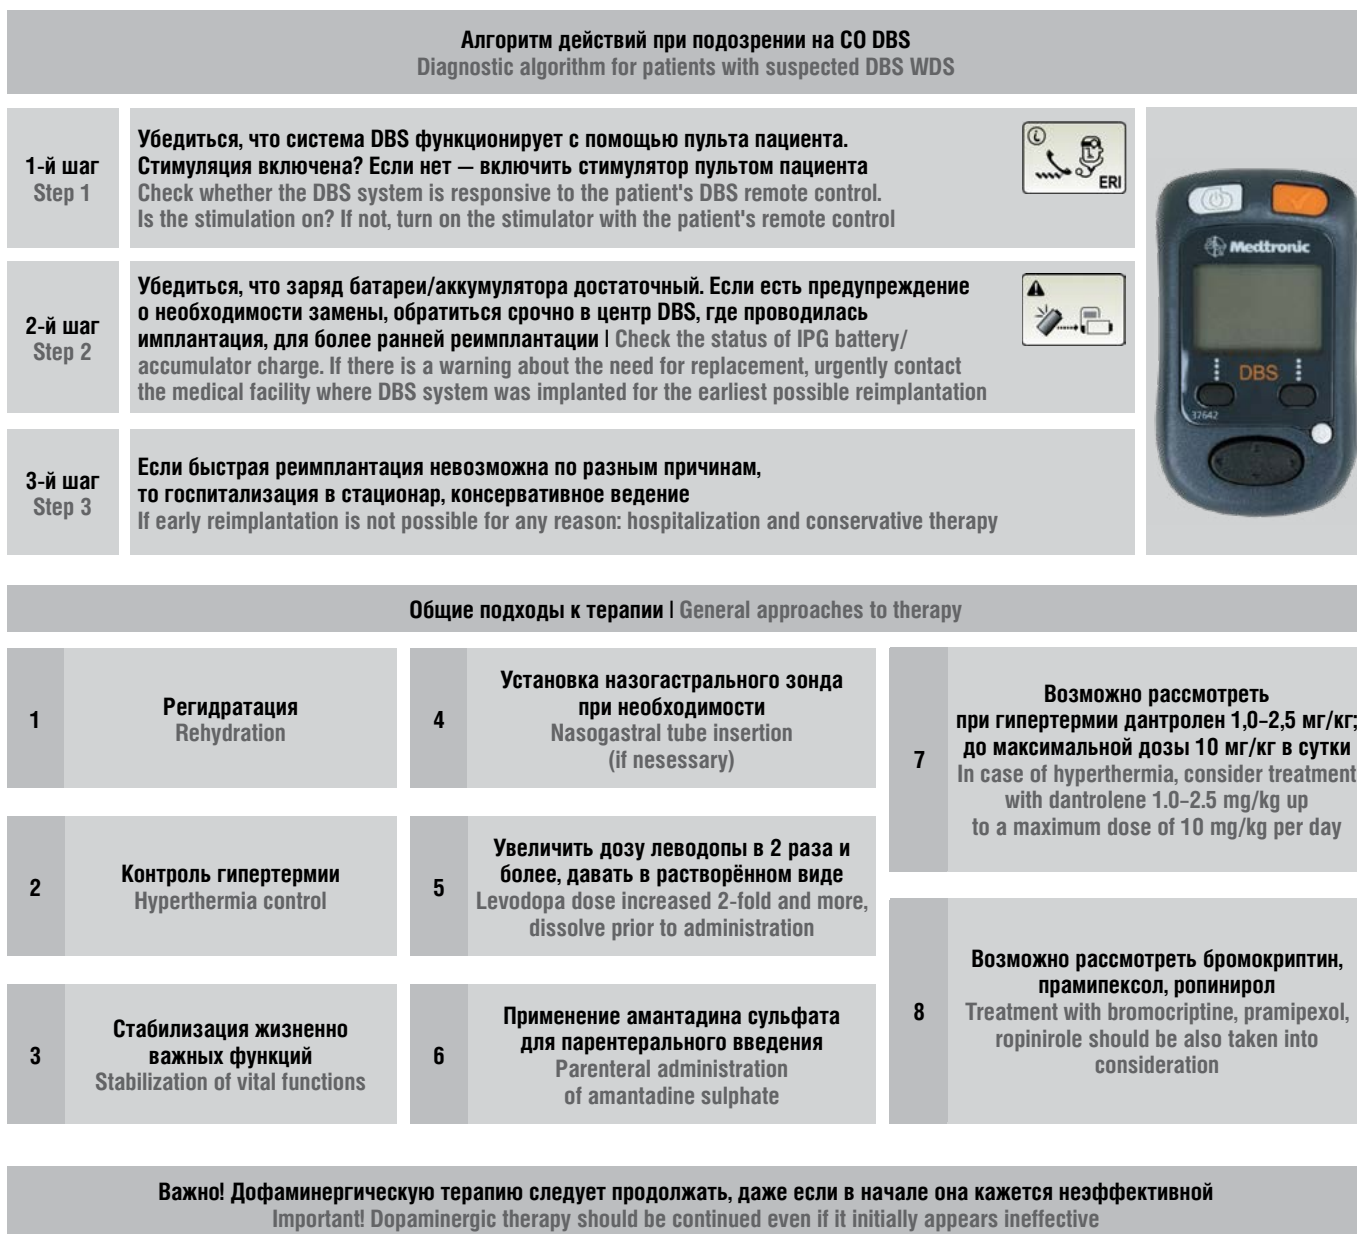 Алгоритм действий при подозрении на СО DBS
Diagnostic algorithm for patients with suspected DBS WDS
1-й шаг
Step 1
Убедиться, что система DBS функционирует с помощью пульта пациента.
Стимуляция включена? Если нет — включить стимулятор пультом пациента
Check whether the DBS system is responsive to the patient's DBS remote control.
Is the stimulation on? If not, turn on the stimulator with the patient's remote control
i
ERI
2-й шаг
Step 2
Убедиться, что заряд батареи/аккумулятора достаточный. Если есть предупреждение
о необходимости замены, обратиться срочно в центр DBS, где проводилась
имплантация, для более ранней реимплантации | Check the status of IPG battery/
accumulator charge. If there is a warning about the need for replacement, urgently contact
the medical facility where DBS system was implanted for the earliest possible reimplantation
3-й шаг
Step 3
Если быстрая реимплантация невозможна по разным причинам,
то госпитализация в стационар, консервативное ведение
If early reimplantation is not possible for any reason: hospitalization and conservative therapy
Medtronic
DBS
37642
Общие подходы к терапии | General approaches to therapy
1
Регидратация
Rehydration
2
Контроль гипертермии
Hyperthermia control
3
Стабилизация жизненно
важных функций
Stabilization of vital functions
4
Установка назогастрального зонда
при необходимости
Nasogastral tube insertion
(if nesessary)
5
Увеличить дозу леводопы в 2 раза и
более, давать в растворённом виде
Levodopa dose increased 2-fold and more,
dissolve prior to administration
6
Применение амантадина сульфата
для парентерального введения
Parenteral administration
of amantadine sulphate
7
Возможно рассмотреть
при гипертермии дантролен 1,0–2,5 мг/кг;
до максимальной дозы 10 мг/кг в сутки
In case of hyperthermia, consider treatment
with dantrolene 1.0–2.5 mg/kg up
to a maximum dose of 10 mg/kg per day
8
Возможно рассмотреть бромокриптин,
прамипексол, ропинирол
Treatment with bromocriptine, pramipexol,
ropinirole should be also taken into
consideration
Важно! Дофаминергическую терапию следует продолжать, даже если в начале она кажется неэффективной
Important! Dopaminergic therapy should be continued even if it initially appears ineffective